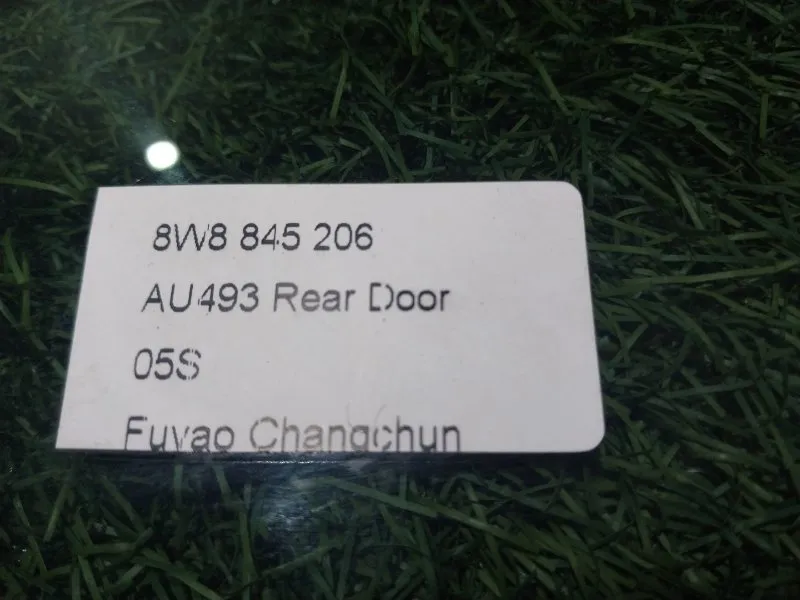 8W8 845 206
AU493 Rear Door
05S
Fuyao Changchun